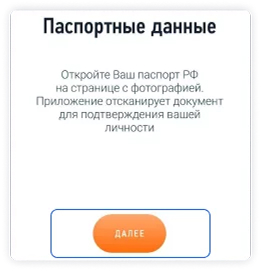 Паспортные данные
Откройте Ваш паспорт РФ
на странице с фотографией.
Приложение отсканирует документ
для подтверждения вашей
личности
ДАЛЕЕ